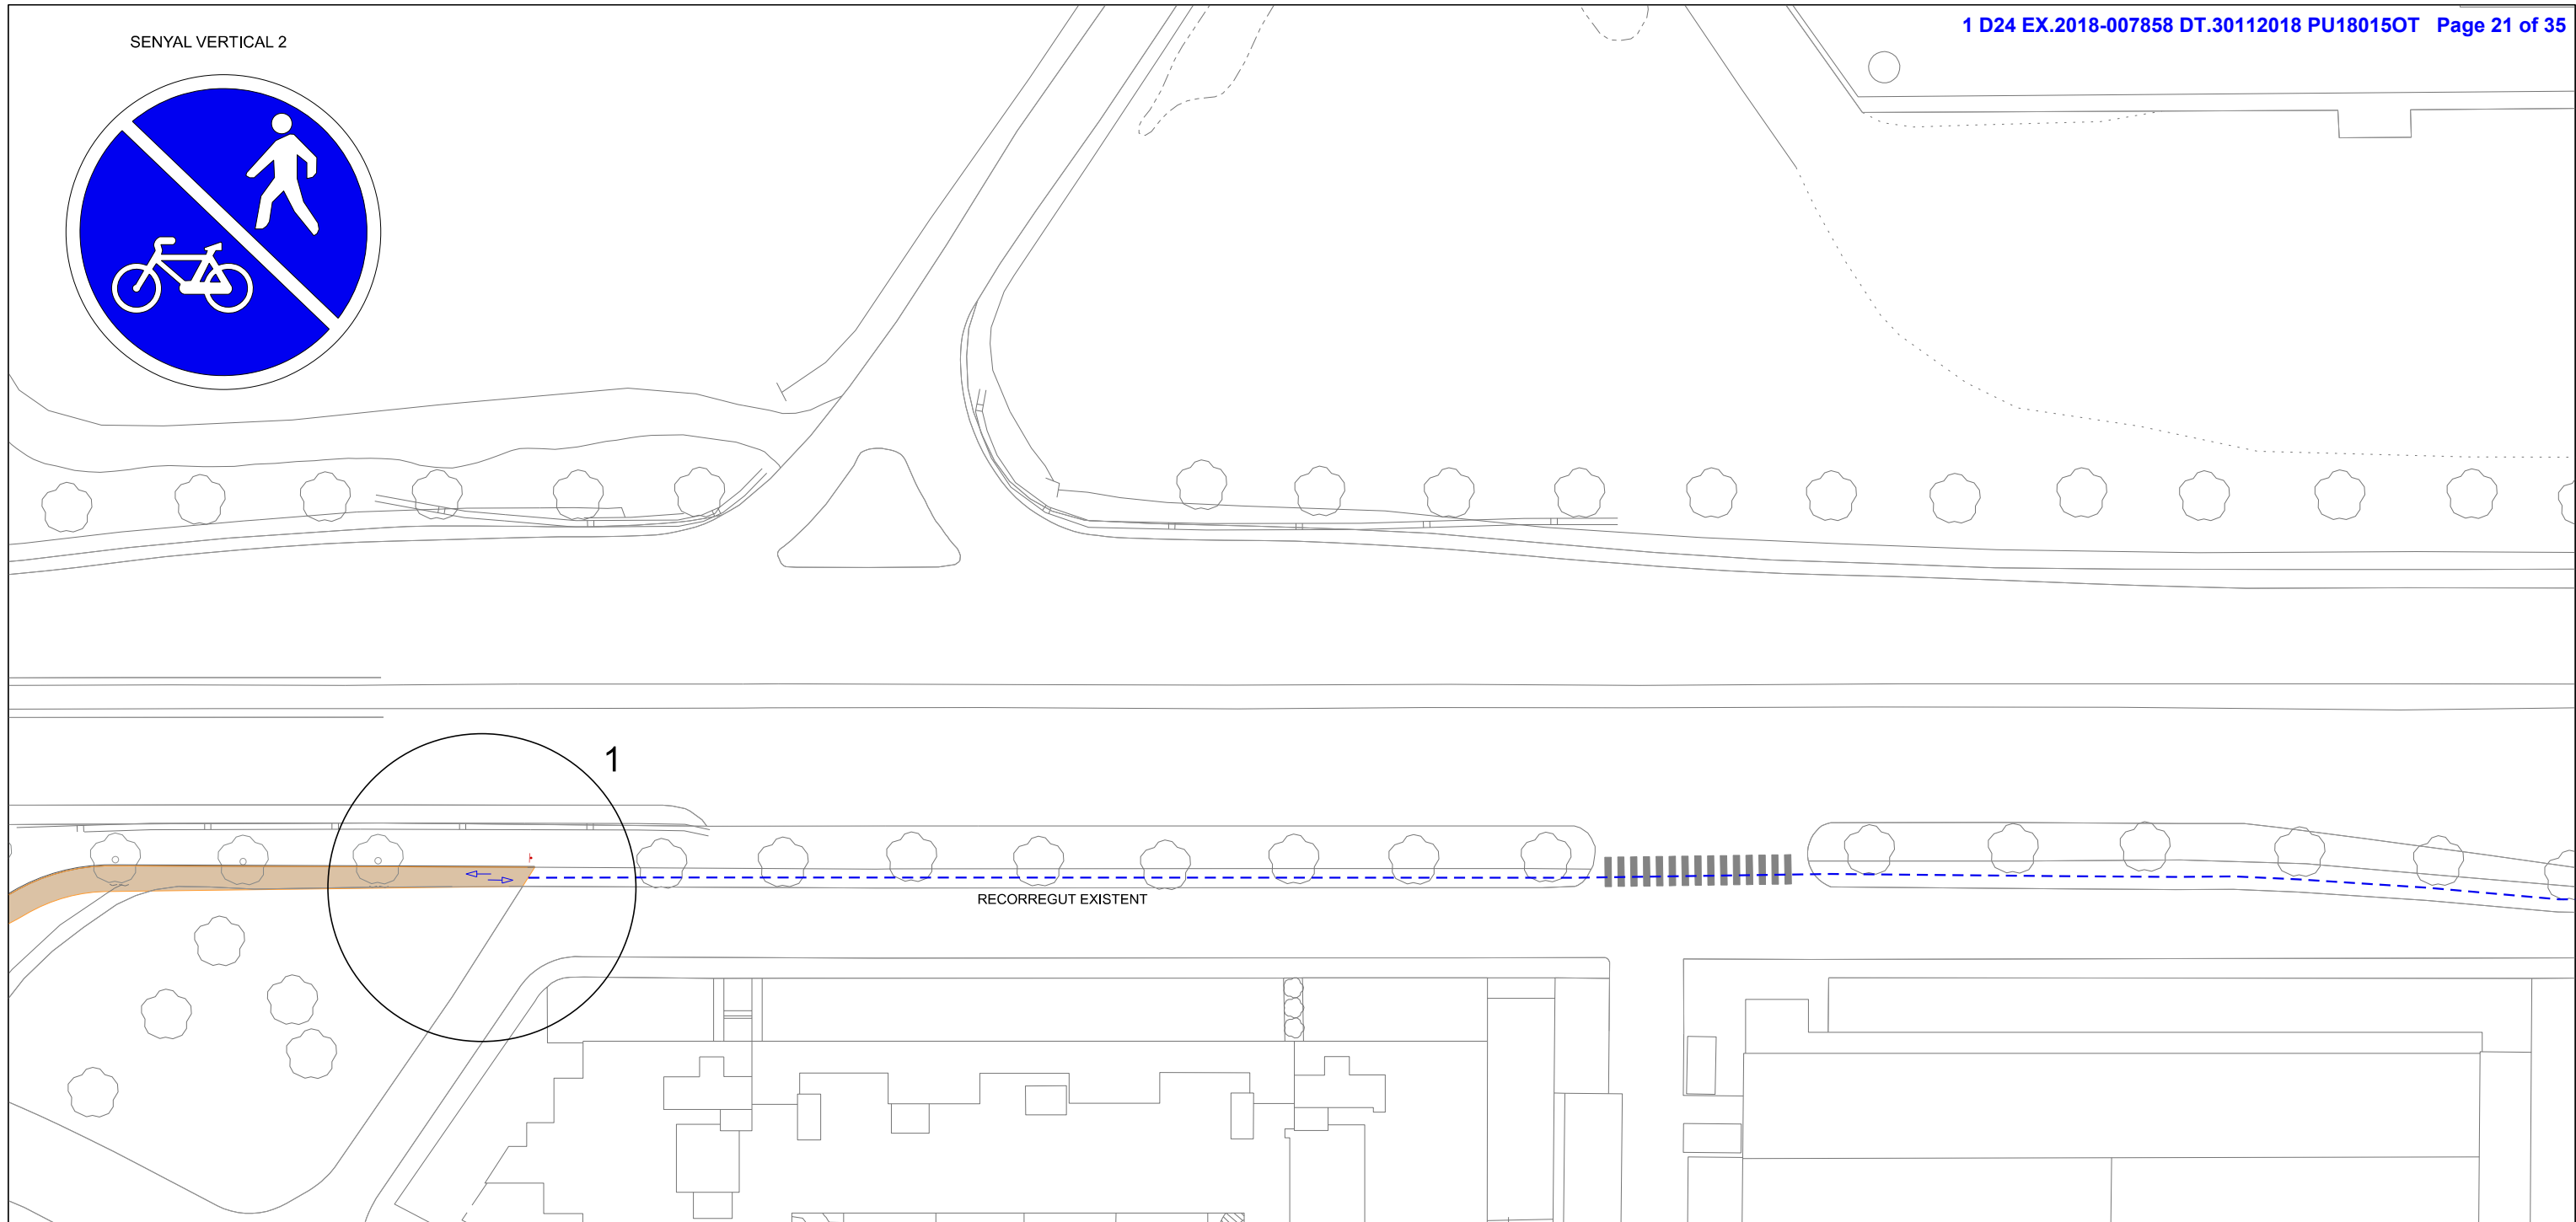 1 D24 EX.2018-007858 DT.30112018 PU18015OT Page 21 of 35
SENYAL VERTICAL 2
1
RECORREGUT EXISTENT